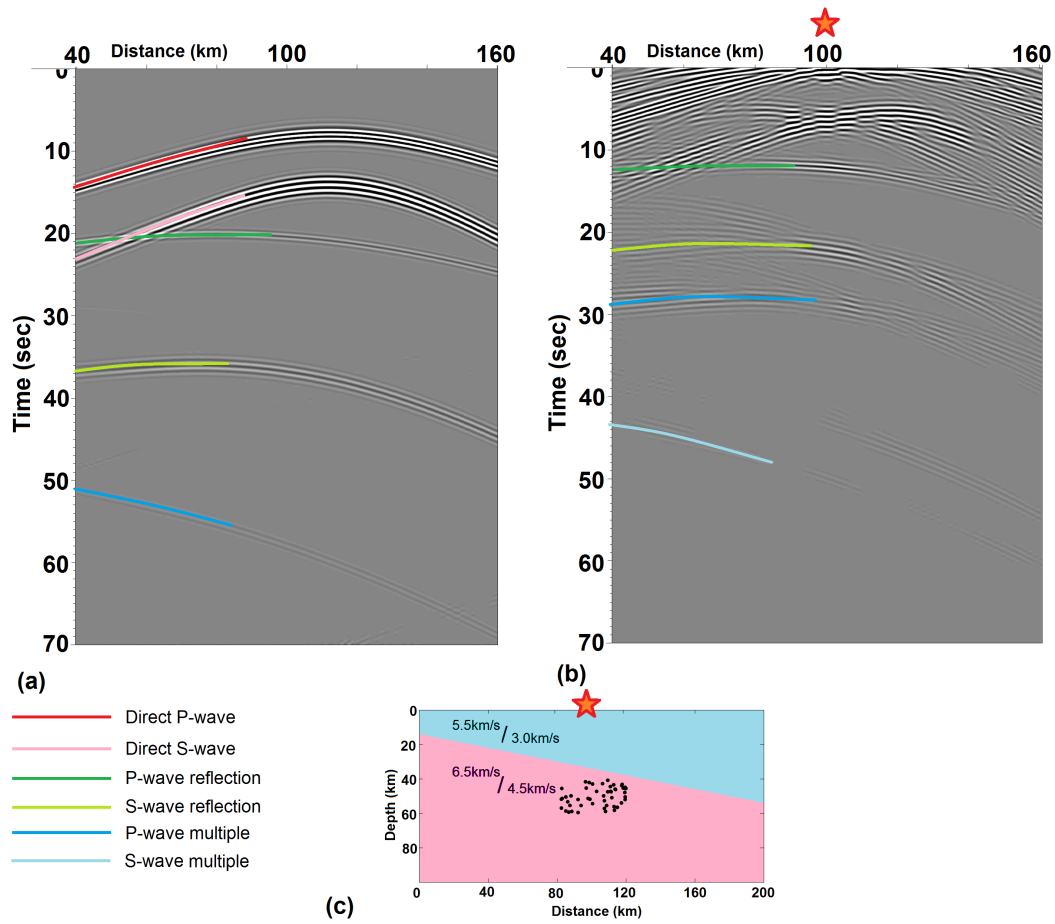 40 Distance (km) 100 160
0
10
20
30
40
50
60
70
Time (sec)
(a)
40 Distance (km) 100 160
0
10
20
30
40
50
60
70
Time (sec)
(b)
Direct P-wave
Direct S-wave
P-wave reflection
S-wave reflection
P-wave multiple
S-wave multiple
5.5km/s / 3.0km/s
6.5km/s / 4.5km/s
0
20
40
60
80
Depth (km)
0 40 80 120 160 200
Distance (km)
(c)